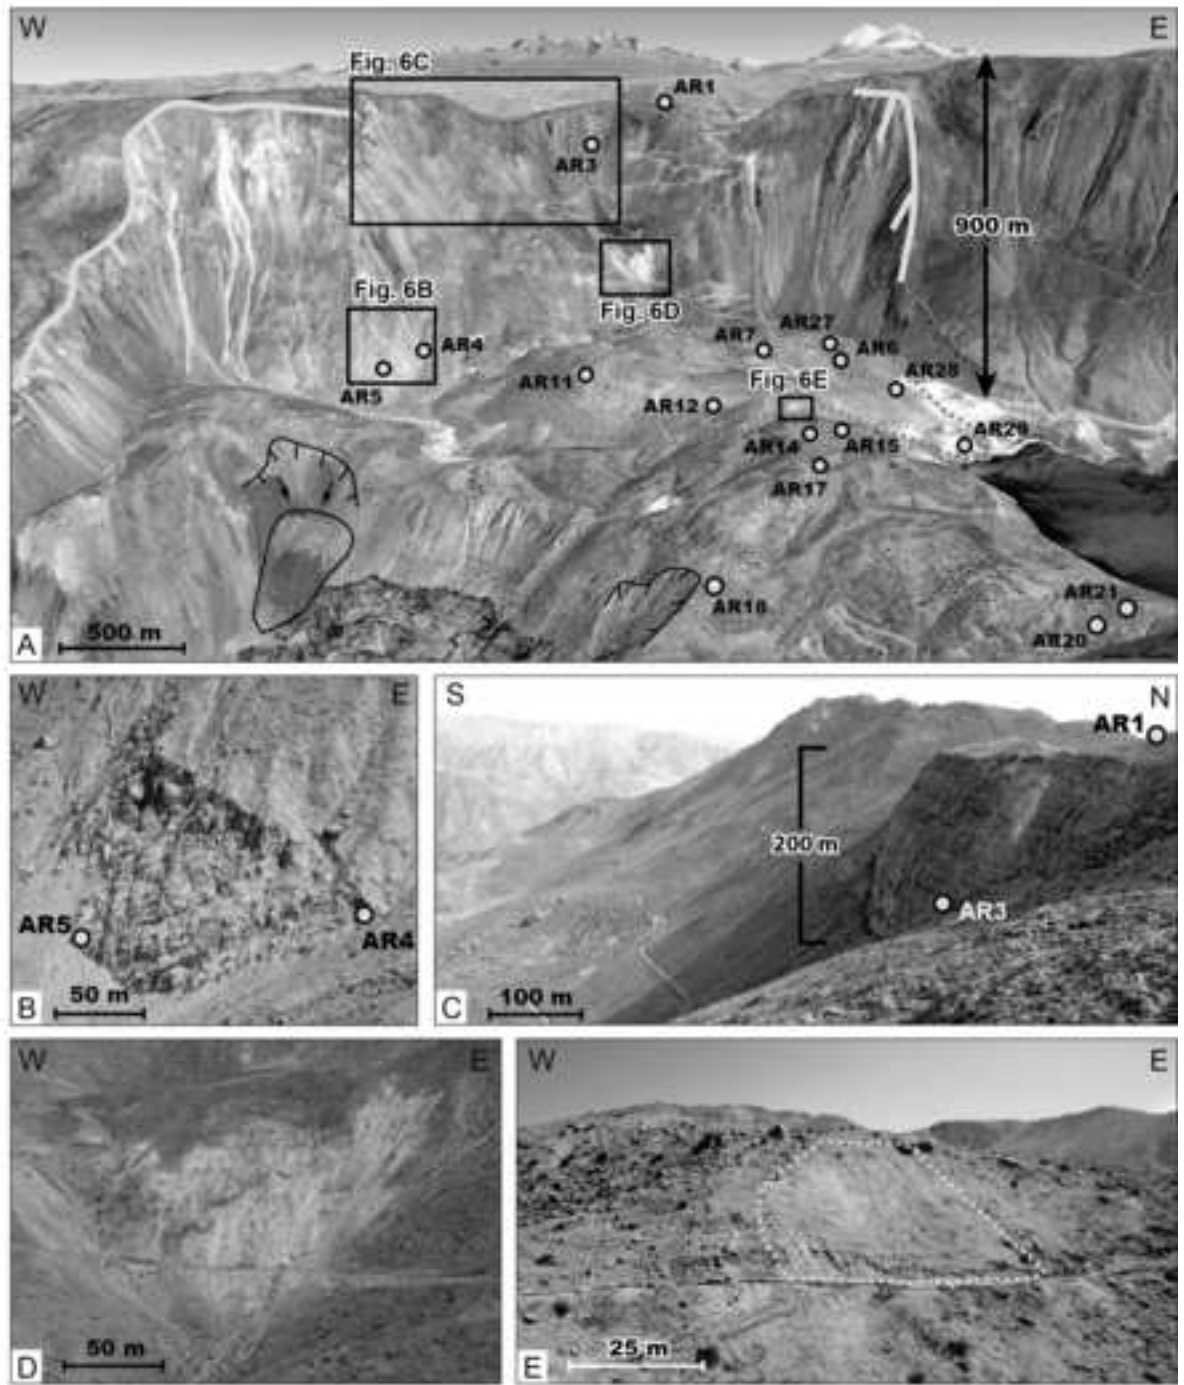 W
E
Fig. 6C
AR1
AR3
900 m
Fig. 6B
Fig. 6D
AR27
AR7
AR6
AR4
AR28
AR11
AR5
Fig. 6E
AR12
AR29
AR14
AR15
AR17
AR18
AR21
AR20
A
500 m
W
E
AR5
AR4
B
50 m
S
N
AR1
200 m
AR3
C
100 m
W
E
D
50 m
W
E
E
25 m